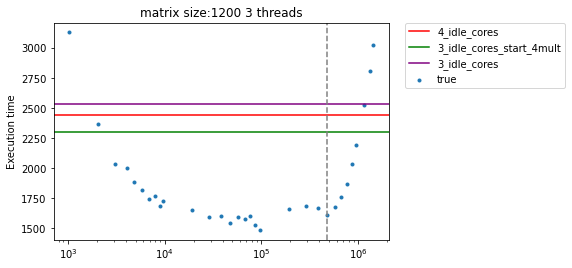 matrix size:1200 3 threads
Execution time
3000
2750
2500
2250
2000
1750
1500
10³
10⁴
10⁵
10⁶
4_idle_cores
3_idle_cores_start_4mult
3_idle_cores
true